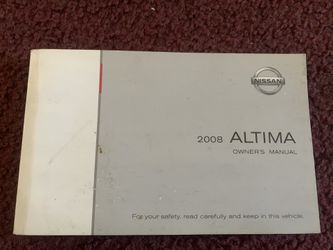 NISSAN
2008 ALTIMA
OWNER'S MANUAL
For your safety, read carefully and keep in this vehicle.